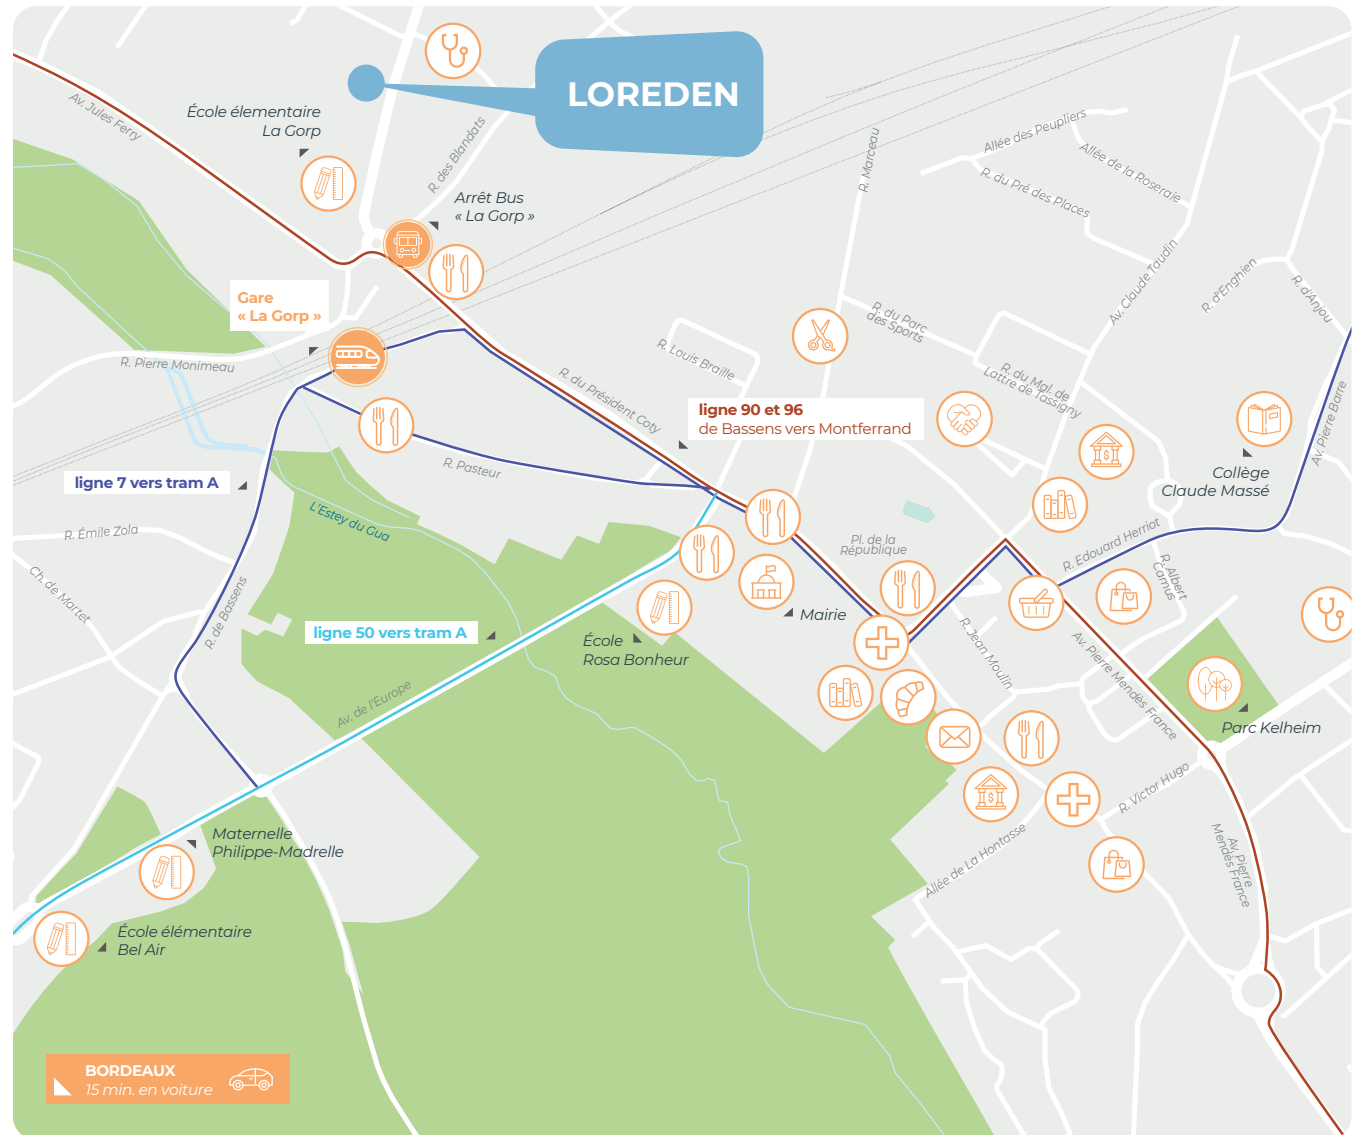 LOREDEN
Av. Jules Ferry
École élementaire
La Gorp
R. des Blandats
Arrêt Bus
« La Gorp »
R. Marceau
Allée des Peupliers
Allée de la Roseraie
R. du Pré des Places
Av. Claude Taudin
R. d'Enghien
R. d'Anjou
Gare
« La Gorp »
R. Pierre Monimeau
R. du Parc
des Sports
R. Louis Braille
R. du Mal. de
Lattre de Tassigny
R. du Président Coty
ligne 90 et 96
de Bassens vers Montferrand
Av. Pierre Barre
Collège
Claude Massé
R. Pasteur
ligne 7 vers tram A
L'Estey du Gua
R. Émile Zola
Ch. de Martet
R. de Bassens
Pl. de la
République
R. Edouard Herriot
R. Albert
Camus
Mairie
ligne 50 vers tram A
École
Rosa Bonheur
R. Jean Moulin
Av. Pierre Mendès France
Av. de l'Europe
Parc Kelheim
R. Victor Hugo
Maternelle
Philippe-Madrelle
Allée de La Hontasse
Av. Pierre
Mendès France
École élémentaire
Bel Air
BORDEAUX
15 min. en voiture